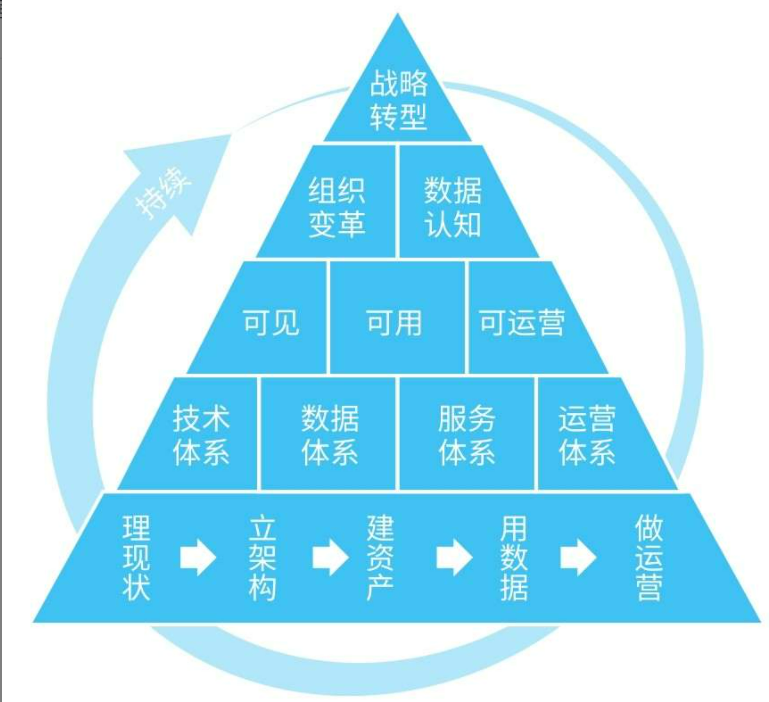 战略
转型
持续
组织
变革
数据
认知
可见
可用
可运营
技术
体系
数据
体系
服务
体系
运营
体系
理现状
立架构
建资产
用数据
做运营